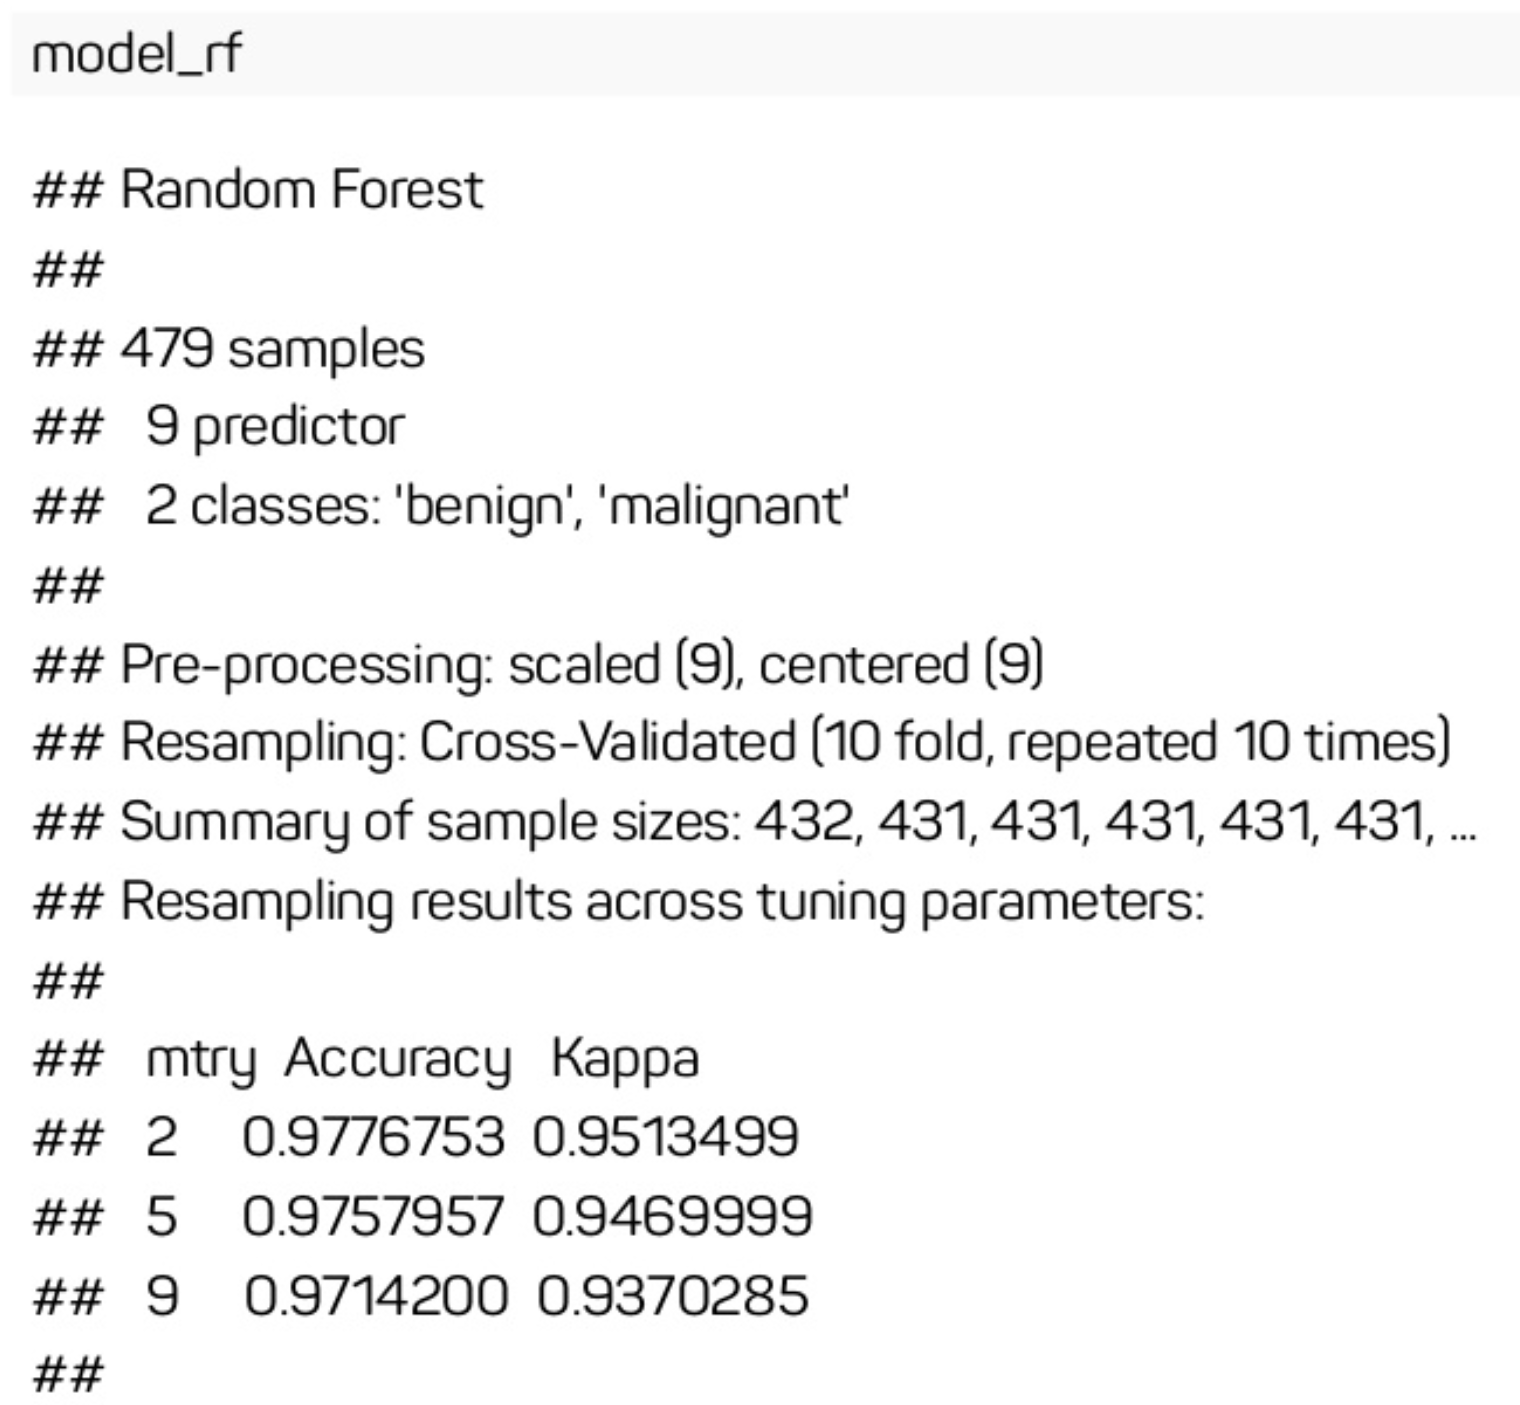 model_rf
## Random Forest
##
## 479 samples
##   9 predictor
##   2 classes: 'benign', 'malignant'
##
## Pre-processing: scaled (9), centered (9)
## Resampling: Cross-Validated (10 fold, repeated 10 times)
## Summary of sample sizes: 432, 431, 431, 431, 431, 431, ...
## Resampling results across tuning parameters:
##
##   mtry  Accuracy   Kappa
##   2     0.9776753  0.9513499
##   5     0.9757957  0.9469999
##   9     0.9714200  0.9370285
##